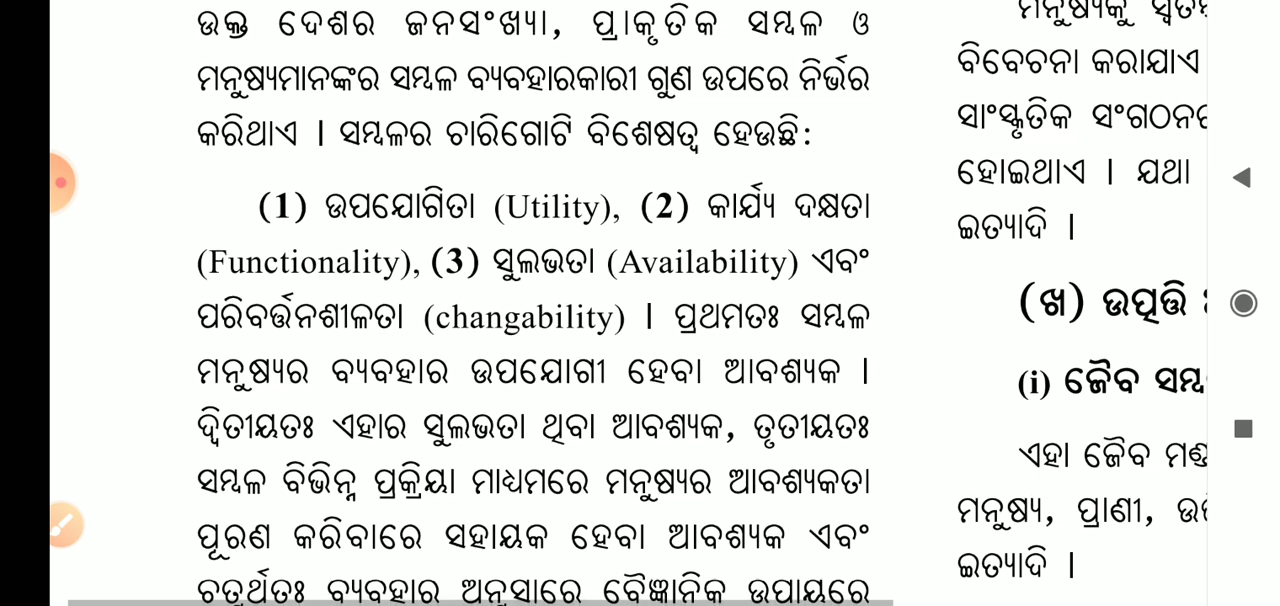 ଉକ୍ତ ଦେଶର ଜନସଂଖ୍ୟା, ପ୍ରାକୃତିକ ସମ୍ବଳ ଓ
ମନୁଷ୍ୟମାନଙ୍କର ସମ୍ବଳ ବ୍ୟବହାରକାରୀ ଗୁଣ ଉପରେ ନିର୍ଭର
କରିଥାଏ । ସମ୍ବଳର ଚାରିଗୋଟି ବିଶେଷତ୍ୱ ହେଉଛି:
(1) ଉପଯୋଗିତା (Utility), (2) କାର୍ଯ୍ୟ ଦକ୍ଷତା
(Functionality), (3) ସୁଲଭତା (Availability) ଏବଂ
ପରିବର୍ତ୍ତନଶୀଳତା (changability) । ପ୍ରଥମତଃ ସମ୍ବଳ
ମନୁଷ୍ୟର ବ୍ୟବହାର ଉପଯୋଗୀ ହେବା ଆବଶ୍ୟକ ।
ଦ୍ୱିତୀୟତଃ ଏହାର ସୁଲଭତା ଥିବା ଆବଶ୍ୟକ, ତୃତୀୟତଃ
ସମ୍ବଳ ବିଭିନ୍ନ ପ୍ରକ୍ରିୟା ମାଧ୍ୟମରେ ମନୁଷ୍ୟର ଆବଶ୍ୟକତା
ପୂରଣ କରିବାରେ ସହାୟକ ହେବା ଆବଶ୍ୟକ ଏବଂ
ଚତୁର୍ଥତଃ ବ୍ୟବହାର ଅନୁସାରେ ବୈଜ୍ଞାନିକ ଉପାୟରେ
ମନୁଷ୍ୟକୁ
ବିବେଚନା କରାଯାଏ
ସାଂସ୍କୃତିକ
ହୋଇଥାଏ । ଯଥା
ଇତ୍ୟାଦି ।
(ଖ) ଉତ୍ପତ୍ତି
(i) ଜୈବ
ଏହା ଜୈବ
ମନୁଷ୍ୟ, ପ୍ରାଣୀ,
ଇତ୍ୟାଦି ।